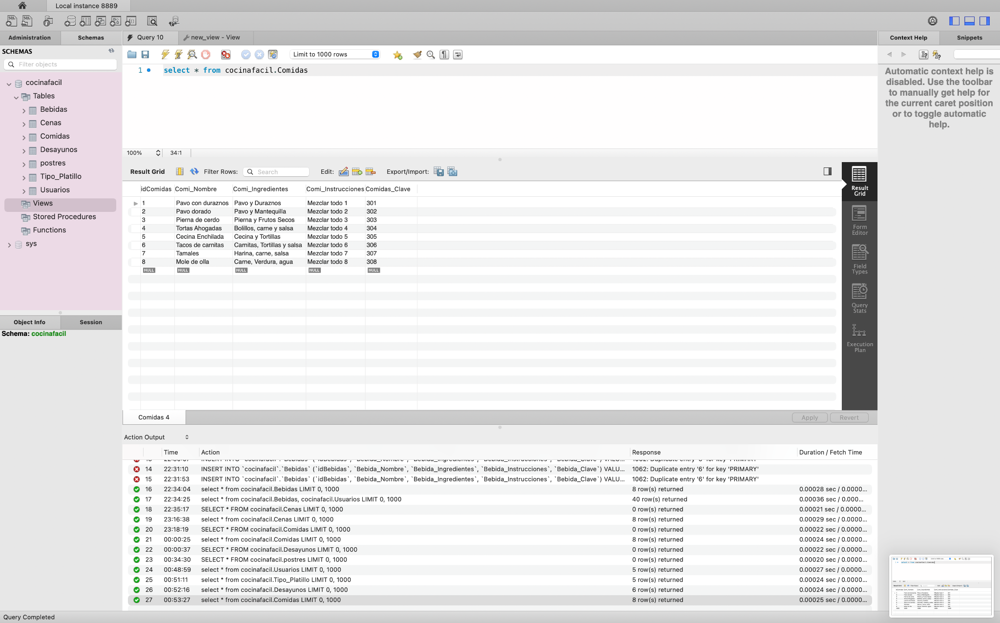 Local instance 8889
Administration Schemas
Query 10 new_view - View
Context Help Snippets
SCHEMAS
Filter objects
cocinafacil
Tables
Bebidas
Cenas
Comidas
Desayunos
postres
Tipo_Platillo
Usuarios
Views
Stored Procedures
Functions
sys
Object Info Session
Schema: cocinafacil
Limit to 1000 rows
1 select * from cocinafacil.Comidas
100% 34:1
Result Grid Filter Rows: Search Edit: Export/Import:
idComidas Comi_Nombre Comi_Ingredientes Comi_Instrucciones Comidas_Clave
1 Pavo con duraznos Pavo y Duraznos Mezclar todo 1 301
2 Pavo dorado Pavo y Mantequilla Mezclar todo 2 302
3 Pierna de cerdo Pierna y Frutos Secos Mezclar todo 3 303
4 Tortas Ahogadas Bolillos, carne y salsa Mezclar todo 4 304
5 Cecina Enchilada Cecina y Tortillas Mezclar todo 5 305
6 Tacos de carnitas Carnitas, Tortillas y salsa Mezclar todo 6 306
7 Tamales Harina, carne, salsa Mezclar todo 7 307
8 Mole de olla Carne, Verdura, agua Mezclar todo 8 308
NULL NULL NULL NULL NULL
Result
Grid
Form
Editor
Field
Types
Query
Stats
Execution
Plan
Automatic context help is
disabled. Use the toolbar
to manually get help for
the current caret position
or to toggle automatic
help.
Comidas 4 Apply Revert
Action Output
Time Action Response Duration / Fetch Time
14 22:31:10 INSERT INTO `cocinafacil`.`Bebidas` (`idBebidas`, `Bebida_Nombre`, `Bebida_Ingredientes`, `Bebida_Instrucciones`, `Bebida_Clave`) VALU... 1062: Duplicate entry '6' for key 'PRIMARY'
15 22:31:53 INSERT INTO `cocinafacil`.`Bebidas` (`idBebidas`, `Bebida_Nombre`, `Bebida_Ingredientes`, `Bebida_Instrucciones`, `Bebida_Clave`) VALU... 1062: Duplicate entry '6' for key 'PRIMARY'
16 22:34:04 select * from cocinafacil.Bebidas LIMIT 0, 1000 8 row(s) returned 0.00028 sec / 0.0000...
17 22:34:25 select * from cocinafacil.Bebidas, cocinafacil.Usuarios LIMIT 0, 1000 40 row(s) returned 0.00036 sec / 0.000...
18 22:35:17 SELECT * FROM cocinafacil.Cenas LIMIT 0, 1000 0 row(s) returned 0.00021 sec / 0.0000...
19 23:16:38 select * from cocinafacil.Cenas LIMIT 0, 1000 8 row(s) returned 0.00029 sec / 0.0000...
20 23:18:19 SELECT * FROM cocinafacil.Comidas LIMIT 0, 1000 0 row(s) returned 0.00022 sec / 0.0000...
21 00:00:25 select * from cocinafacil.Comidas LIMIT 0, 1000 8 row(s) returned 0.00024 sec / 0.0000...
22 00:00:37 SELECT * FROM cocinafacil.Desayunos LIMIT 0, 1000 0 row(s) returned 0.00022 sec / 0.0000...
23 00:34:30 SELECT * FROM cocinafacil.postres LIMIT 0, 1000 0 row(s) returned 0.00020 sec / 0.0000...
24 00:48:59 select * from cocinafacil.Usuarios LIMIT 0, 1000 5 row(s) returned 0.00027 sec / 0.0000...
25 00:51:11 select * from cocinafacil.Tipo_Platillo LIMIT 0, 1000 5 row(s) returned 0.00024 sec / 0.0000...
26 00:52:16 select * from cocinafacil.Desayunos LIMIT 0, 1000 6 row(s) returned 0.00024 sec / 0.0000...
27 00:53:27 select * from cocinafacil.Comidas LIMIT 0, 1000 8 row(s) returned 0.00025 sec / 0.0000...
Query Completed